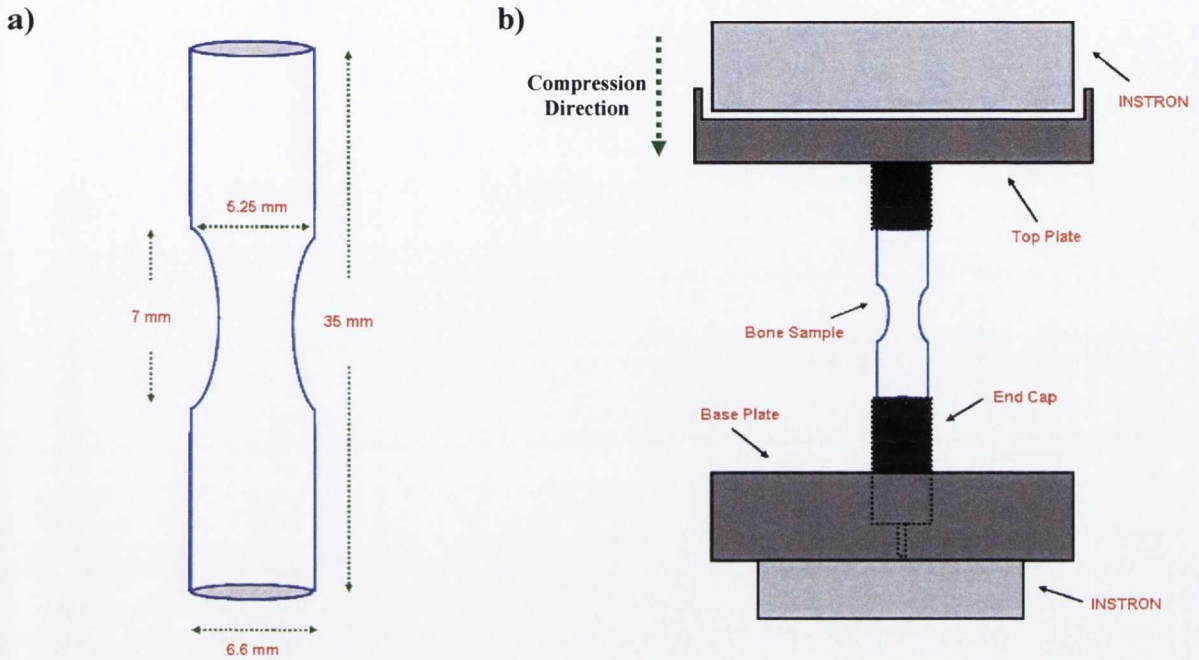 a)
5.25 mm
7 mm
35 mm
6.6 mm
b)
Compression
Direction
INSTRON
Top Plate
Bone Sample
End Cap
Base Plate
INSTRON